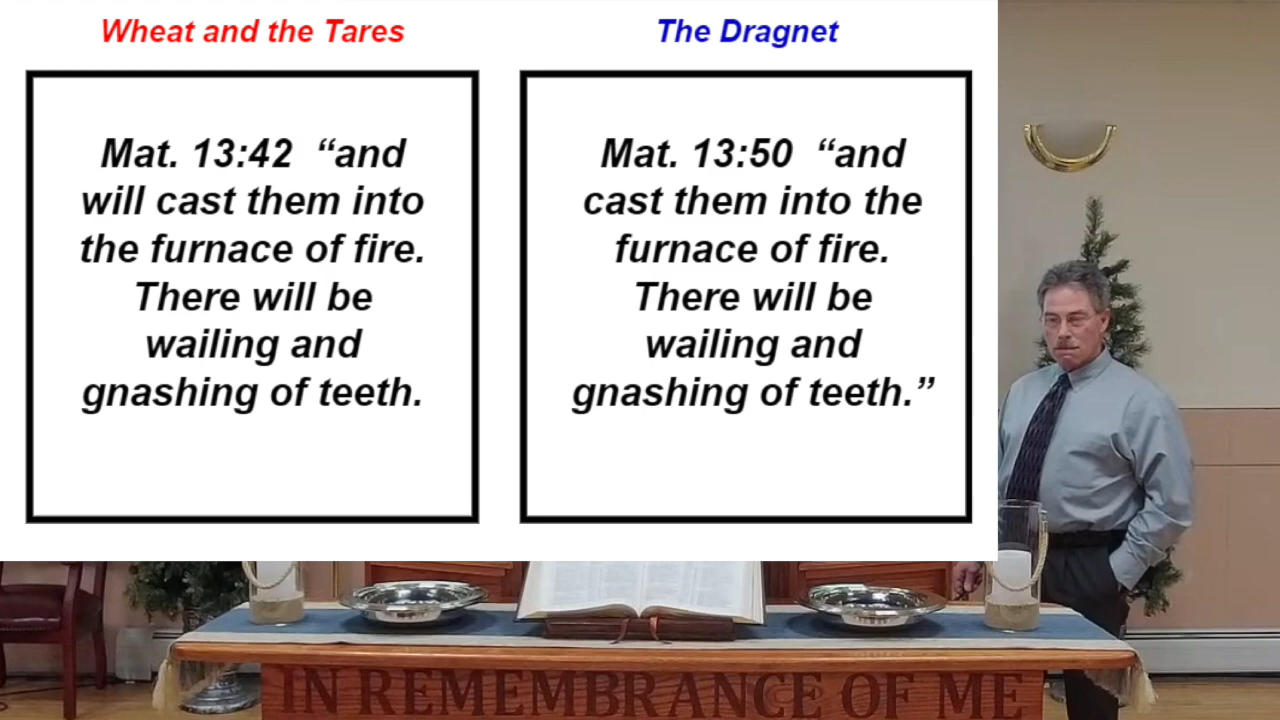 Wheat and the Tares
Mat. 13:42 “and
will cast them into
the furnace of fire.
There will be
wailing and
gnashing of teeth.
The Dragnet
Mat. 13:50 “and
cast them into the
furnace of fire.
There will be
wailing and
gnashing of teeth.”
IN REMEMBRANCE OF ME